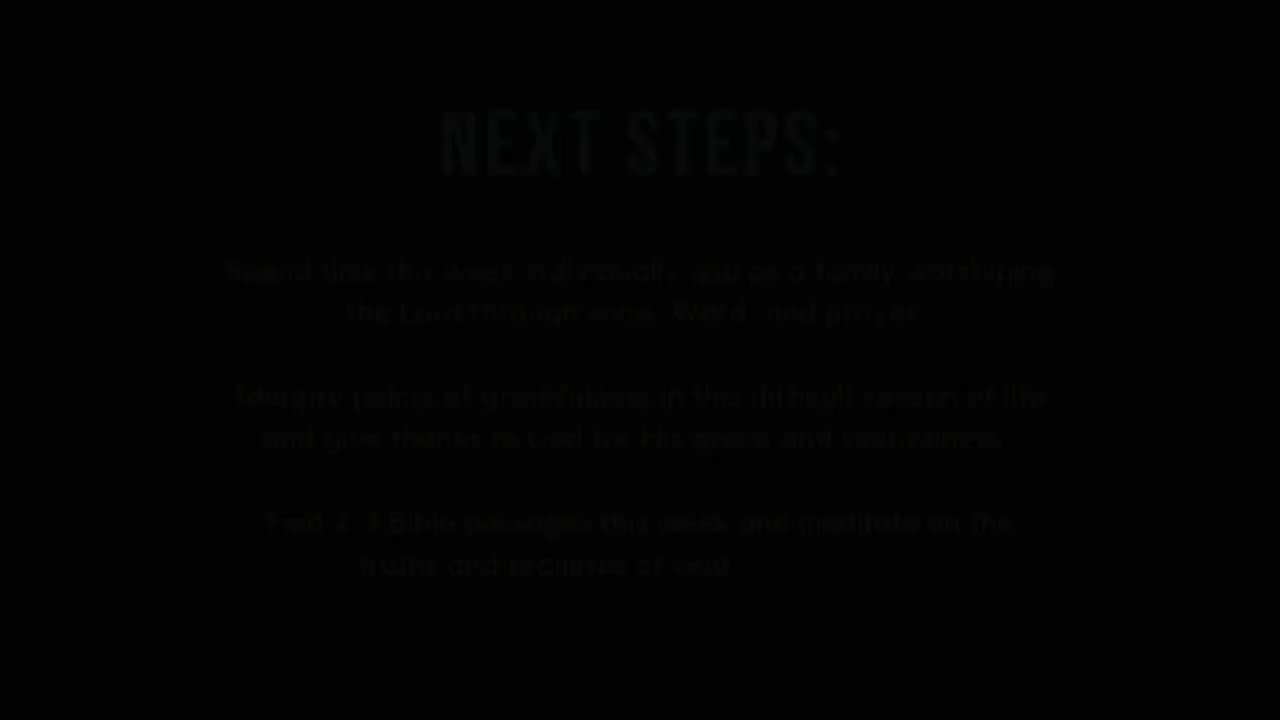 NEXT STEPS:
Spend time this week individually and as a family worshiping
the Lord through song, Word, and prayer.
Identify points of gratefulness in this difficult season of life
and give thanks to God for His grace and faithfulness.
Find 2-3 Bible passages this week and meditate on the
truths and promises of God.